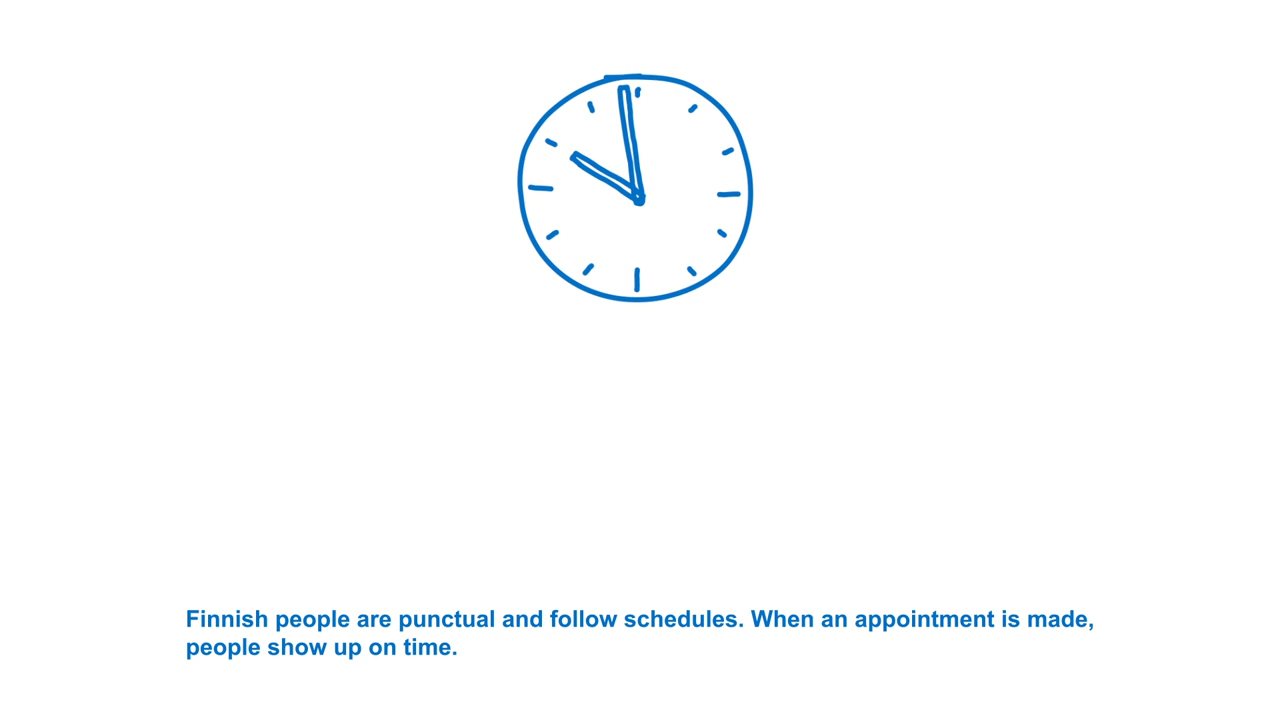 Finnish people are punctual and follow schedules. When an appointment is made,
people show up on time.